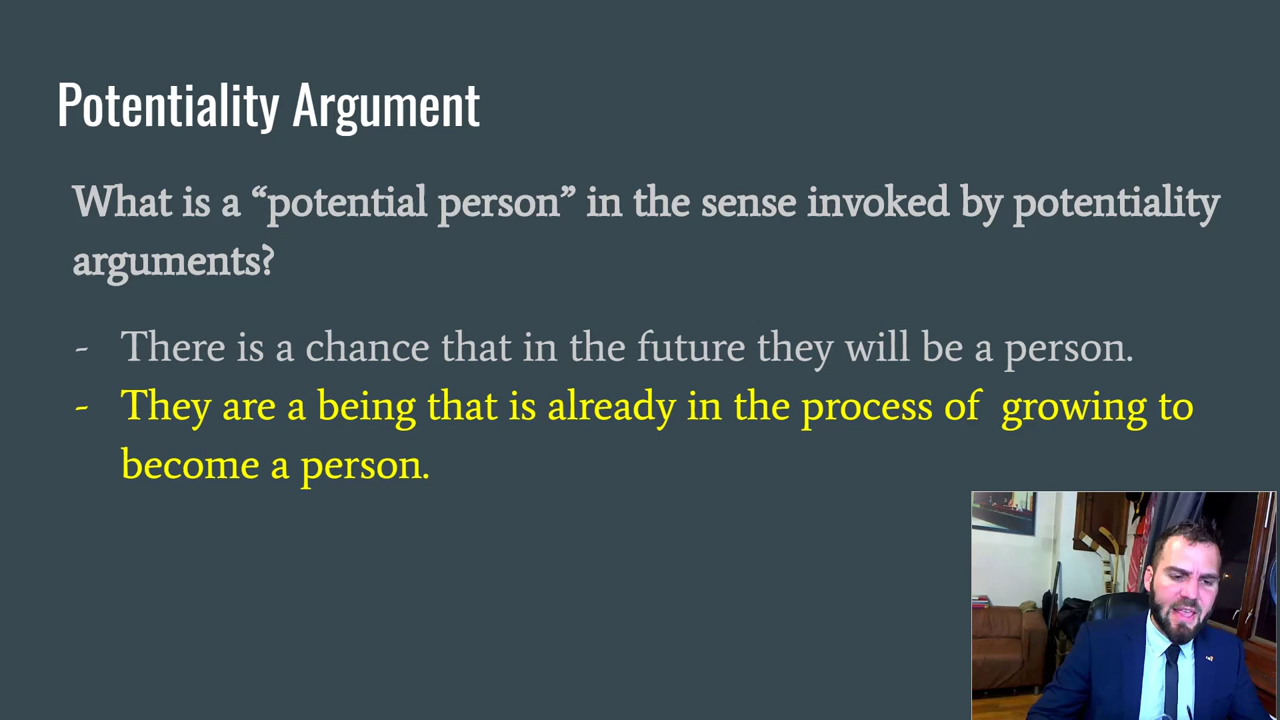 Potentiality Argument
What is a “potential person” in the sense invoked by potentiality
arguments?
- There is a chance that in the future they will be a person.
- They are a being that is already in the process of  growing to
become a person.